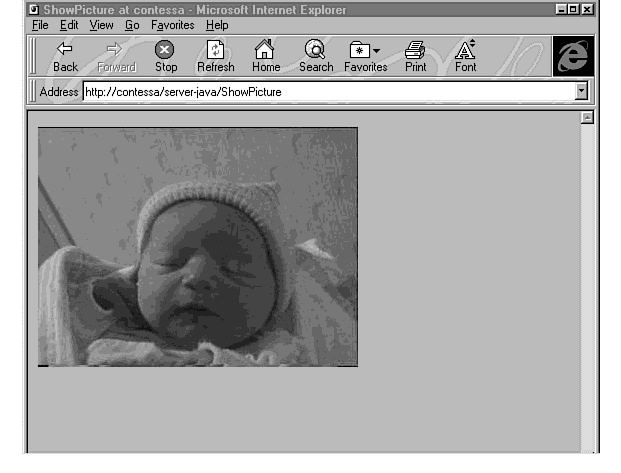 ShowPicture at contessa - Microsoft Internet Explorer
File Edit View Go Favorites Help
Back Forward Stop Refresh Home Search Favorites Print Font
Address http://contessa/server-java/ShowPicture